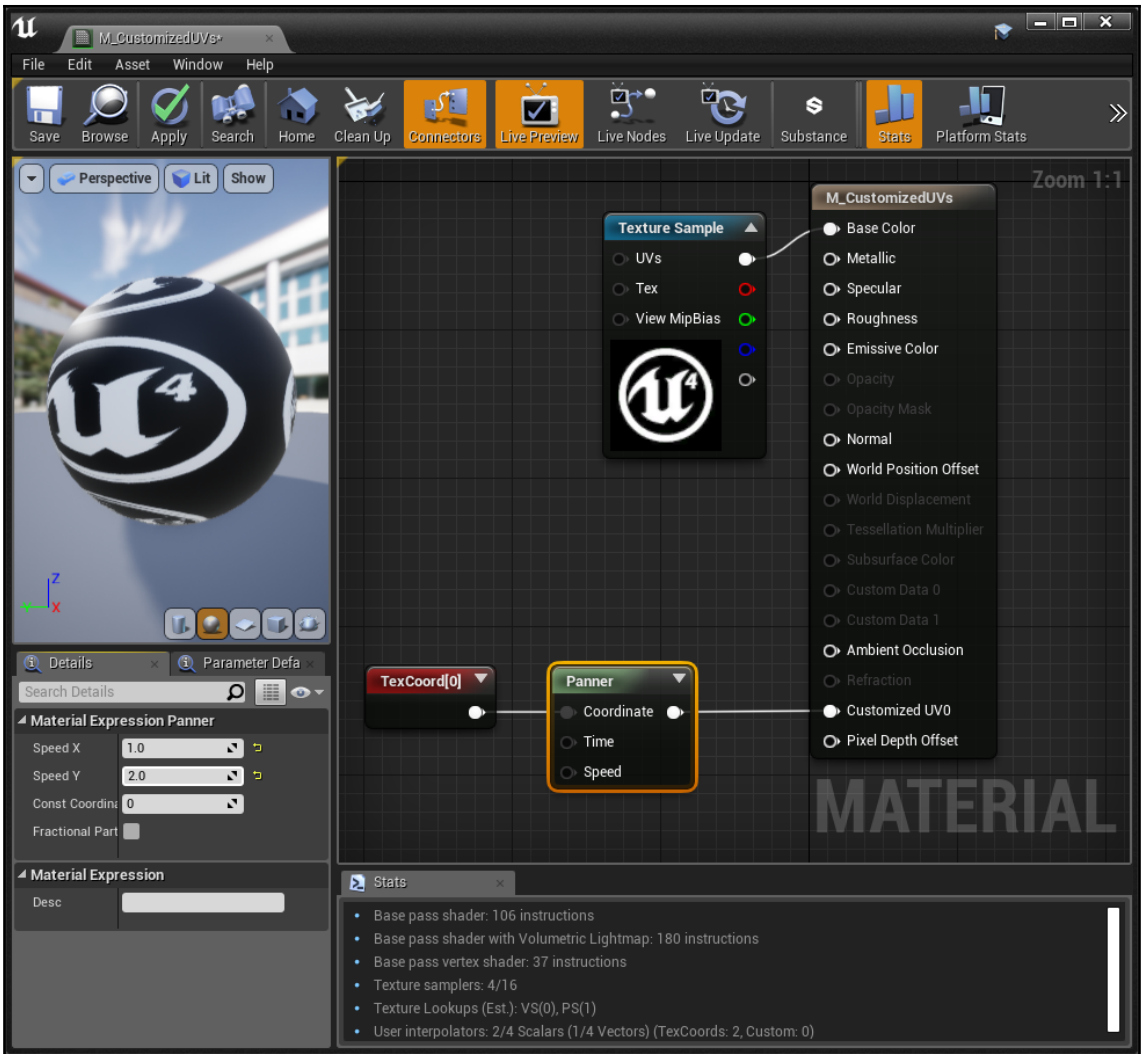 M_CustomizedUVs*
File Edit Asset Window Help
Save Browse Apply Search Home Clean Up Connectors Live Preview Live Nodes Live Update Substance Stats Platform Stats
Perspective Lit Show
Z
X
Zoom 1:1
Texture Sample
UVs
Tex
View MipBias
M_CustomizedUVs
Base Color
Metallic
Specular
Roughness
Emissive Color
Opacity
Opacity Mask
Normal
World Position Offset
World Displacement
Tessellation Multiplier
Subsurface Color
Custom Data 0
Custom Data 1
Ambient Occlusion
Refraction
Customized UV0
Pixel Depth Offset
TexCoord[0]
Panner
Coordinate
Time
Speed
MATERIAL
Details Parameter Defa
Search Details
Material Expression Panner
Speed X 1.0
Speed Y 2.0
Const Coordina 0
Fractional Part
Material Expression
Desc
Stats
Base pass shader: 106 instructions
Base pass shader with Volumetric Lightmap: 180 instructions
Base pass vertex shader: 37 instructions
Texture samplers: 4/16
Texture Lookups (Est.): VS(0), PS(1)
User interpolators: 2/4 Scalars (1/4 Vectors) (TexCoords: 2, Custom: 0)